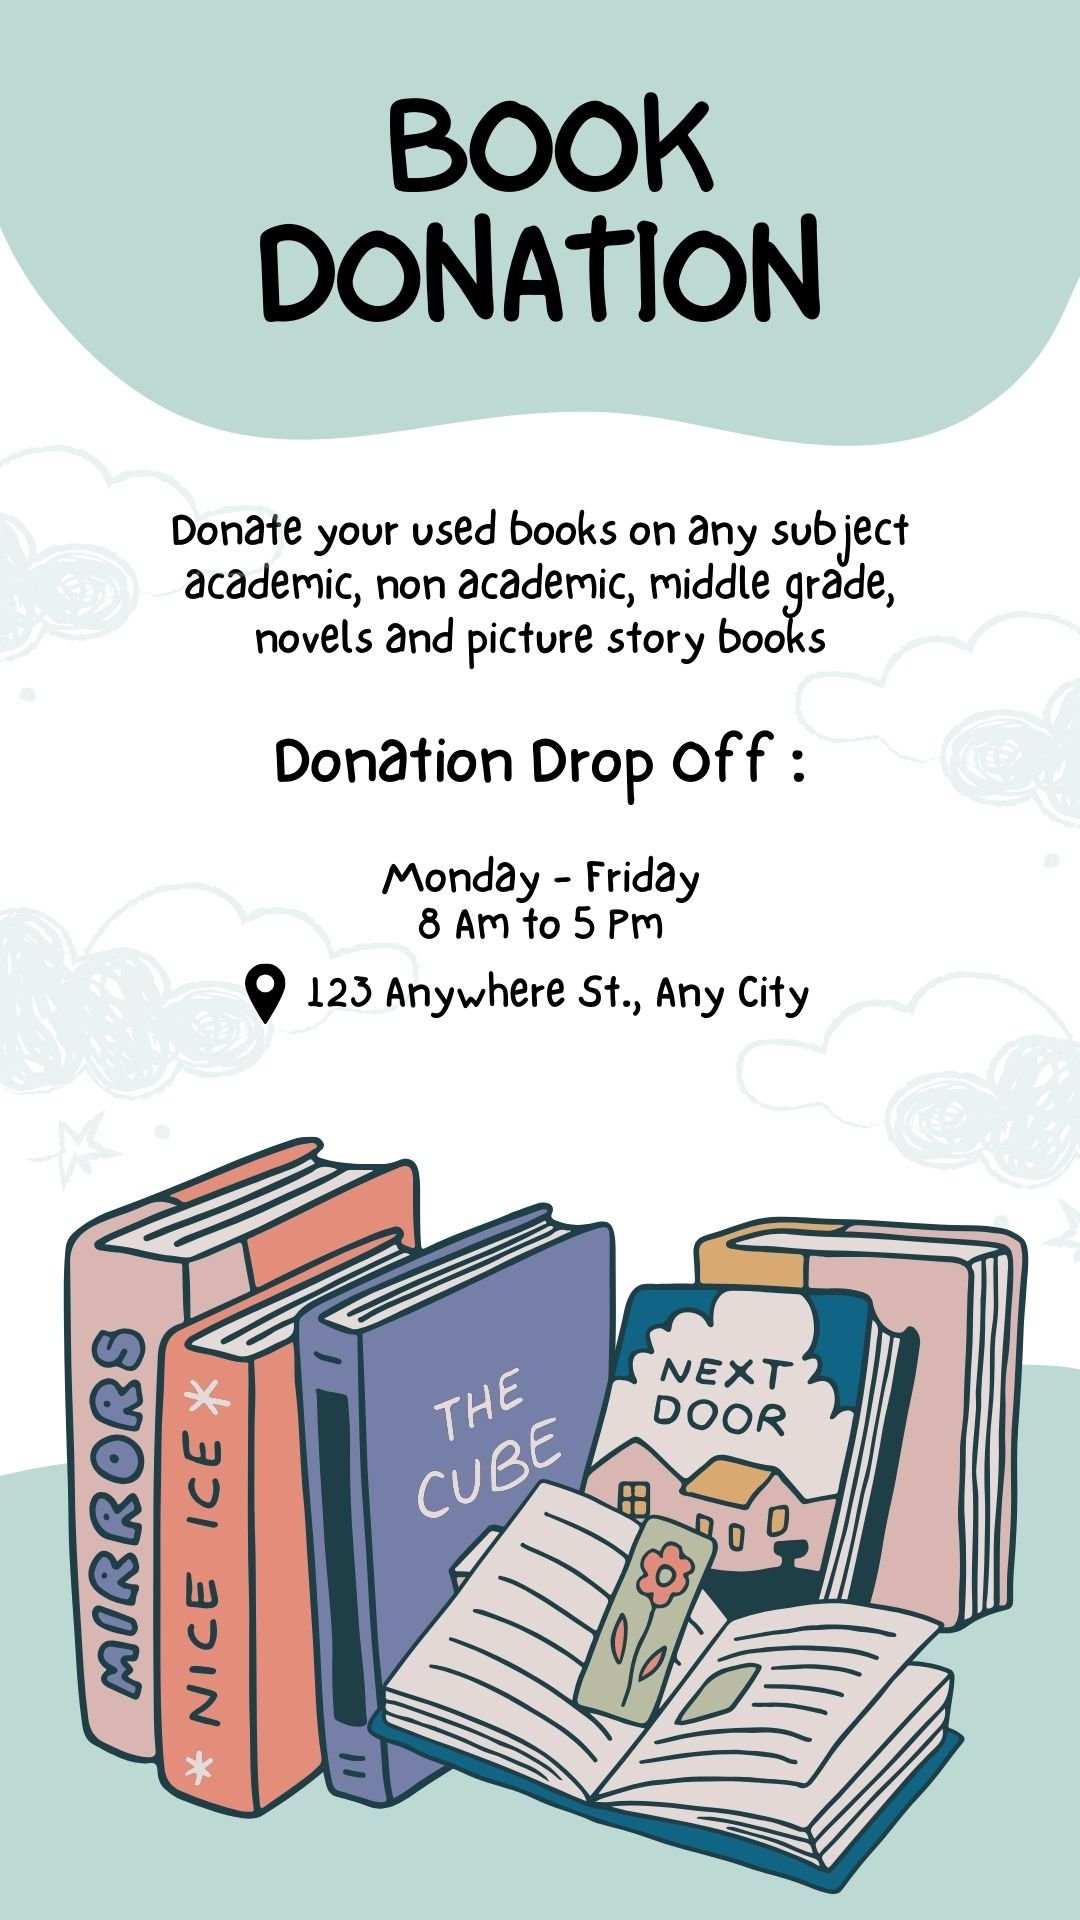 BOOK
DONATION
Donate your used books on any subject
academic, non academic, middle grade,
novels and picture story books
Donation Drop Off :
Monday - Friday
8 Am to 5 Pm
123 Anywhere St., Any City
MIRRORS
NICE ICE
THE
CUBE
NEXT
DOOR